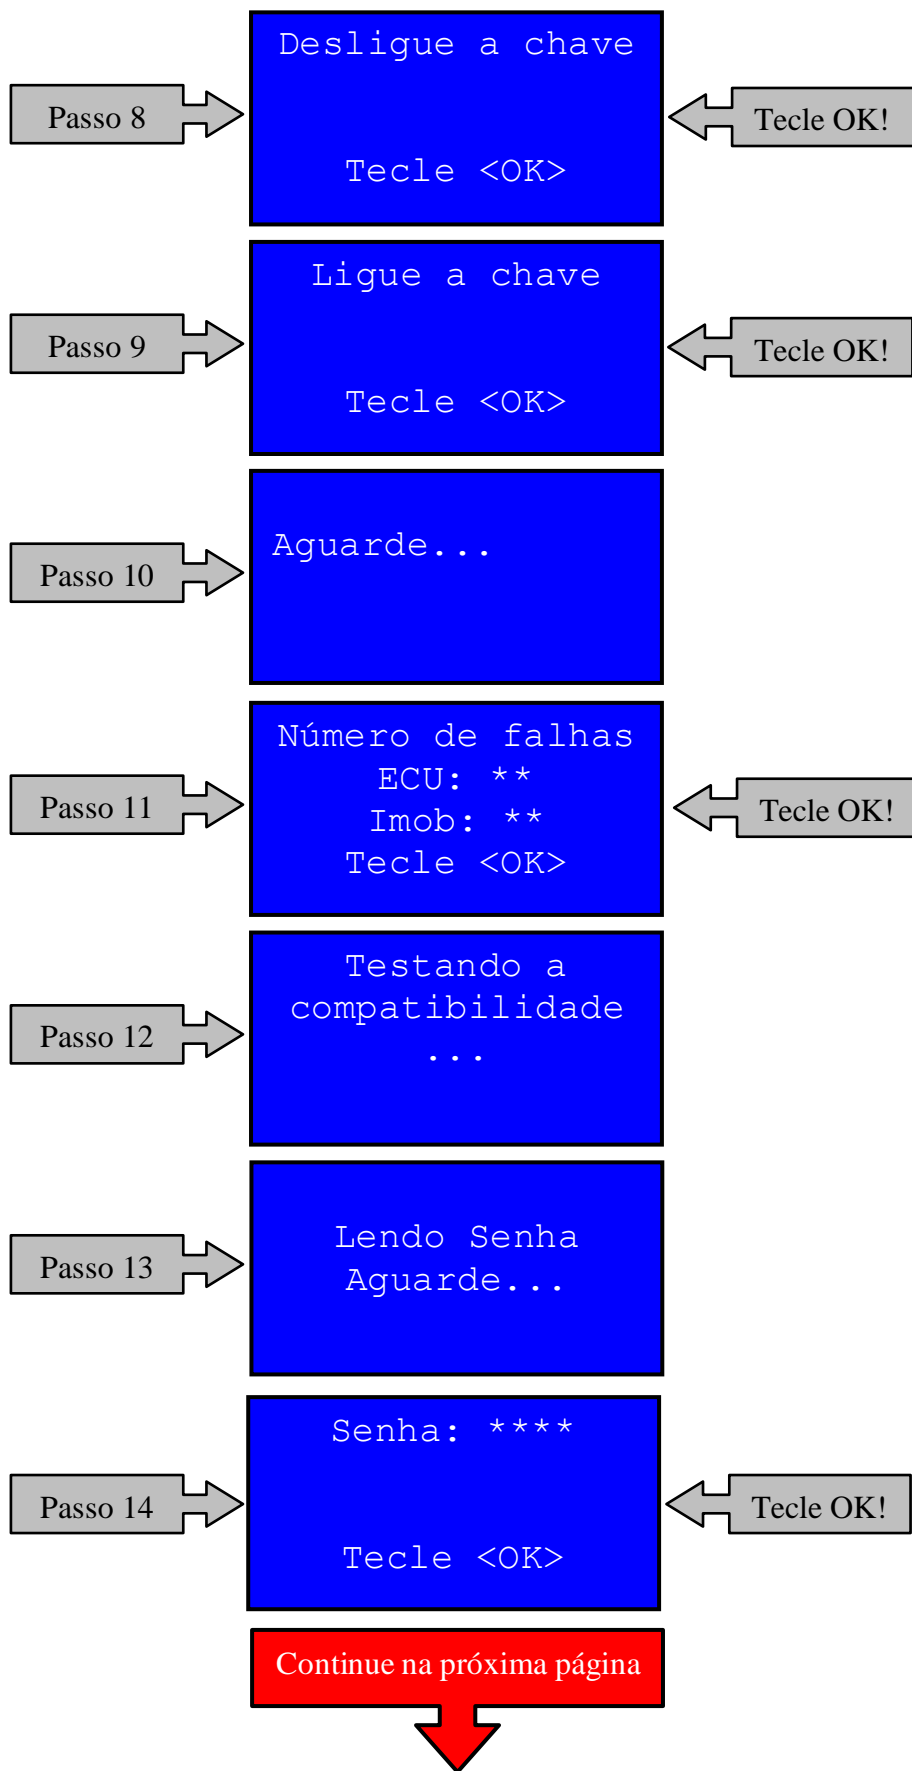 Desligue a chave
Passo 8
Tecle OK!
Tecle <OK>
Ligue a chave
Passo 9
Tecle OK!
Tecle <OK>
Aguarde...
Passo 10
Número de falhas
ECU: **
Passo 11
Tecle OK!
Imob: **
Tecle <OK>
Testando a
compatibilidade
...
Passo 12
Lendo Senha
Passo 13
Aguarde...
Senha: ****
Passo 14
Tecle OK!
Tecle <OK>
Continue na próxima página